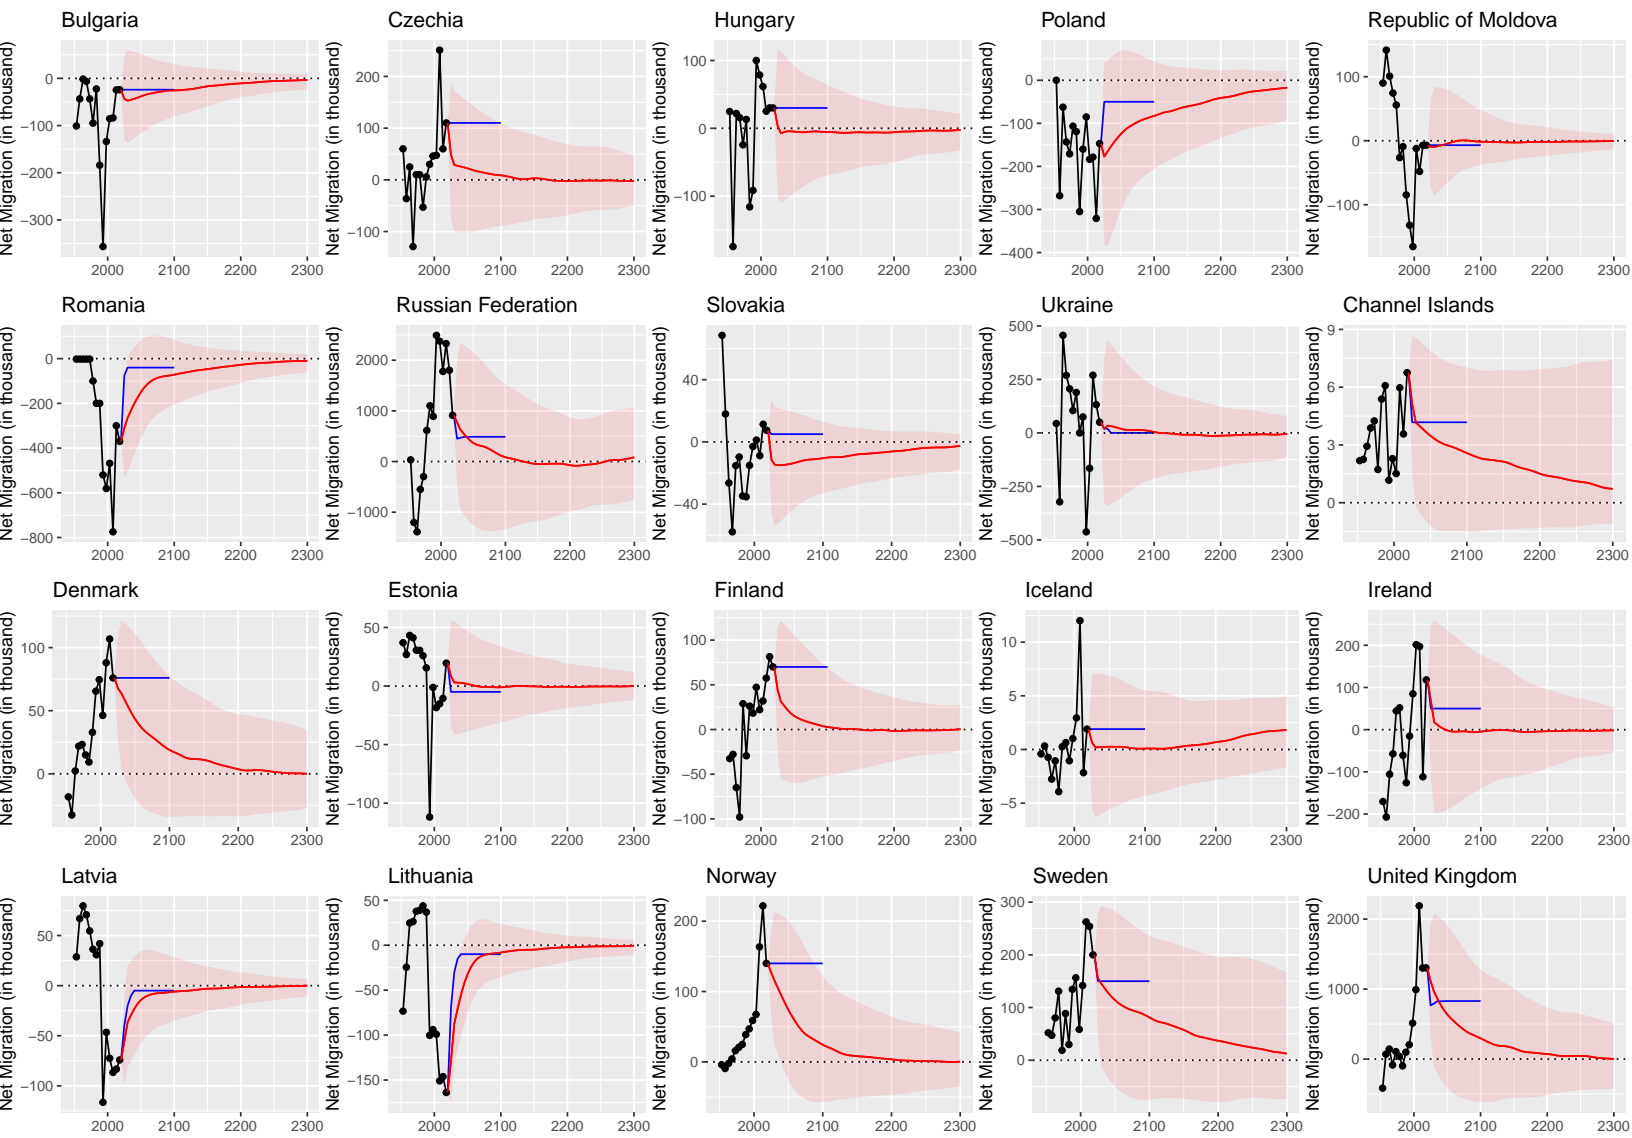 Bulgaria
Czechia
Hungary
Poland
Republic of Moldova
Net Migration (in thousand)
0
−100
−200
−300
2000 2100 2200 2300
Net Migration (in thousand)
200
100
0
−100
2000 2100 2200 2300
Net Migration (in thousand)
100
0
−100
2000 2100 2200 2300
Net Migration (in thousand)
0
−100
−200
−300
−400
2000 2100 2200 2300
Net Migration (in thousand)
100
0
−100
2000 2100 2200 2300
Romania
Russian Federation
Slovakia
Ukraine
Channel Islands
Net Migration (in thousand)
0
−200
−400
−600
−800
2000 2100 2200 2300
Net Migration (in thousand)
2000
1000
0
−1000
2000 2100 2200 2300
Net Migration (in thousand)
40
0
−40
2000 2100 2200 2300
Net Migration (in thousand)
500
250
0
−250
−500
2000 2100 2200 2300
Net Migration (in thousand)
9
6
3
0
2000 2100 2200 2300
Denmark
Estonia
Finland
Iceland
Ireland
Net Migration (in thousand)
100
50
0
2000 2100 2200 2300
Net Migration (in thousand)
50
0
−50
−100
2000 2100 2200 2300
Net Migration (in thousand)
100
50
0
−50
−100
2000 2100 2200 2300
Net Migration (in thousand)
10
5
0
−5
2000 2100 2200 2300
Net Migration (in thousand)
200
100
0
−100
−200
2000 2100 2200 2300
Latvia
Lithuania
Norway
Sweden
United Kingdom
Net Migration (in thousand)
50
0
−50
−100
2000 2100 2200 2300
Net Migration (in thousand)
50
0
−50
−100
−150
2000 2100 2200 2300
Net Migration (in thousand)
200
100
0
2000 2100 2200 2300
Net Migration (in thousand)
300
200
100
0
2000 2100 2200 2300
Net Migration (in thousand)
2000
1000
0
2000 2100 2200 2300